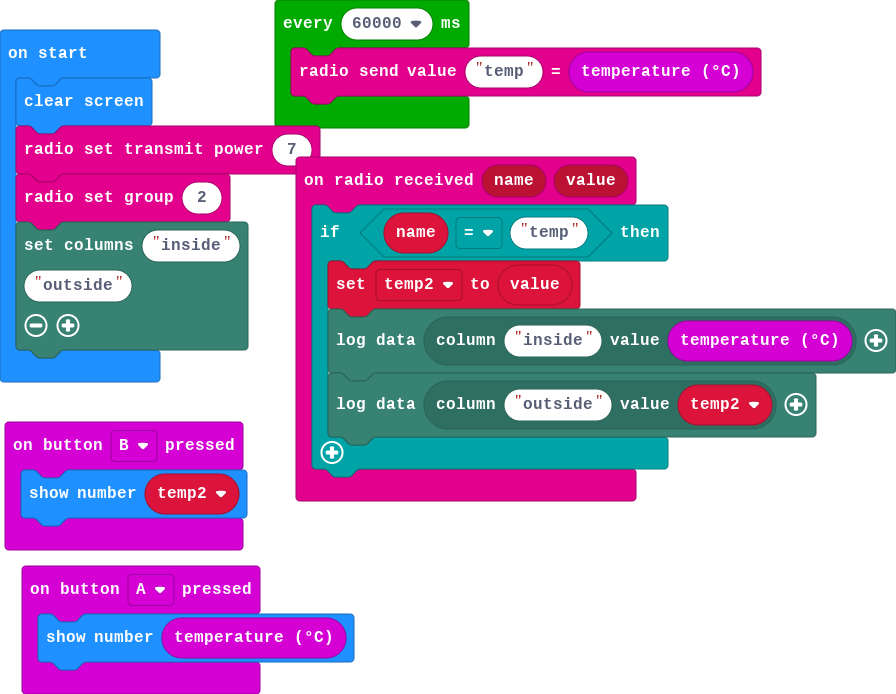 on start
clear screen
radio set transmit power 7
radio set group 2
set columns "inside"
"outside"
every 60000 ms
radio send value "temp" = temperature (°C)
on radio received name value
if name = "temp" then
set temp2 to value
log data column "inside" value temperature (°C)
log data column "outside" value temp2
on button B pressed
show number temp2
on button A pressed
show number temperature (°C)